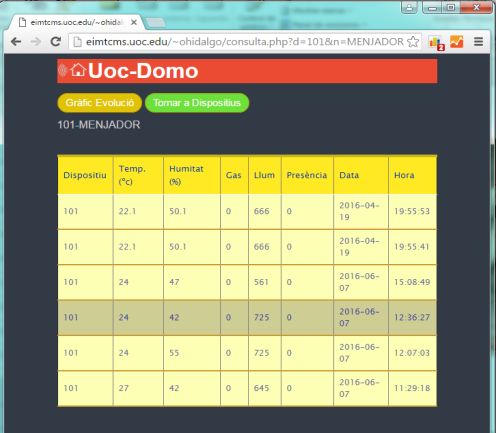 eimtcms.uoc.edu/~ohidal
eimtcms.uoc.edu/~ohidalgo/consulta.php?d=101&n=MENJADOR
Uoc-Domo
Gràfic Evolució Tornar a Dispositius
101-MENJADOR
Dispositiu Temp. (ºc) Humitat (%) Gas Llum Presència Data Hora
101 22.1 50.1 0 666 0 2016-04-19 19:55:53
101 22.1 50.1 0 666 0 2016-04-19 19:55:41
101 24 47 0 561 0 2016-06-07 15:08:49
101 24 42 0 725 0 2016-06-07 12:36:27
101 24 55 0 725 0 2016-06-07 12:07:03
101 27 42 0 645 0 2016-06-07 11:29:18